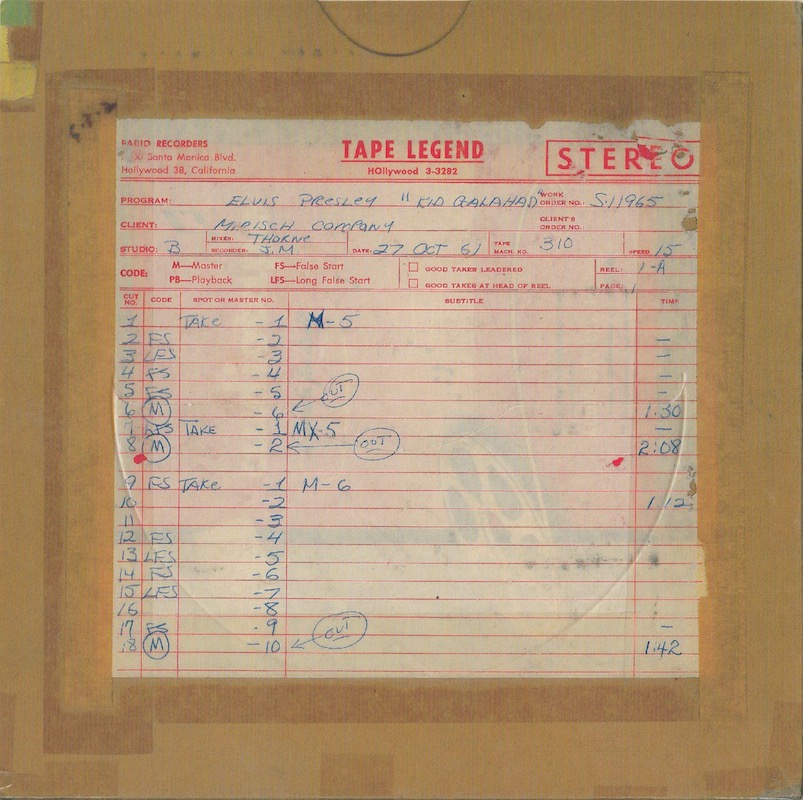 RADIO RECORDERS
Santa Monica Blvd.
Hollywood 38, California
TAPE LEGEND
HOllywood 3-3282
STEREO
PROGRAM: ELVIS PRESLEY "KID GALAHAD" WORK ORDER NO.: S-11965
CLIENT: MIRISCH COMPANY CLIENT'S ORDER NO.:
STUDIO: B MIXER: THORNE RECORDER: J.M. DATE: 27 OCT 61 TAPE MACH. NO. 310 SPEED 15
CODE: M—Master FS—False Start GOOD TAKES LEADERED REEL: 1-A
PB—Playback LFS—Long False Start GOOD TAKES AT HEAD OF REEL PAGE: 1
CUT NO. CODE SPOT OR MASTER NO. SUBTITLE TIME
1 TAKE -1 M-5
2 FS -2 —
3 LFS -3 —
4 FS -4 —
5 FS -5 OUT —
6 M -6 1:30
7 TAKE -1 MX-5 —
8 M -2 OUT 2:08
9 FS TAKE -1 M-6
10 -2 1:12
11 -3
12 FS -4
13 LFS -5
14 FS -6
15 LFS -7
16 -8
17 FS -9 OUT —
18 M -10 1:42